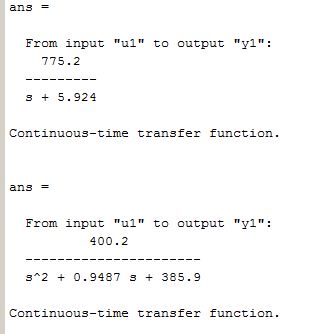 ans =
From input "u1" to output "y1":
775.2
---------
s + 5.924
Continuous-time transfer function.
ans =
From input "u1" to output "y1":
400.2
----------------------
s^2 + 0.9487 s + 385.9
Continuous-time transfer function.